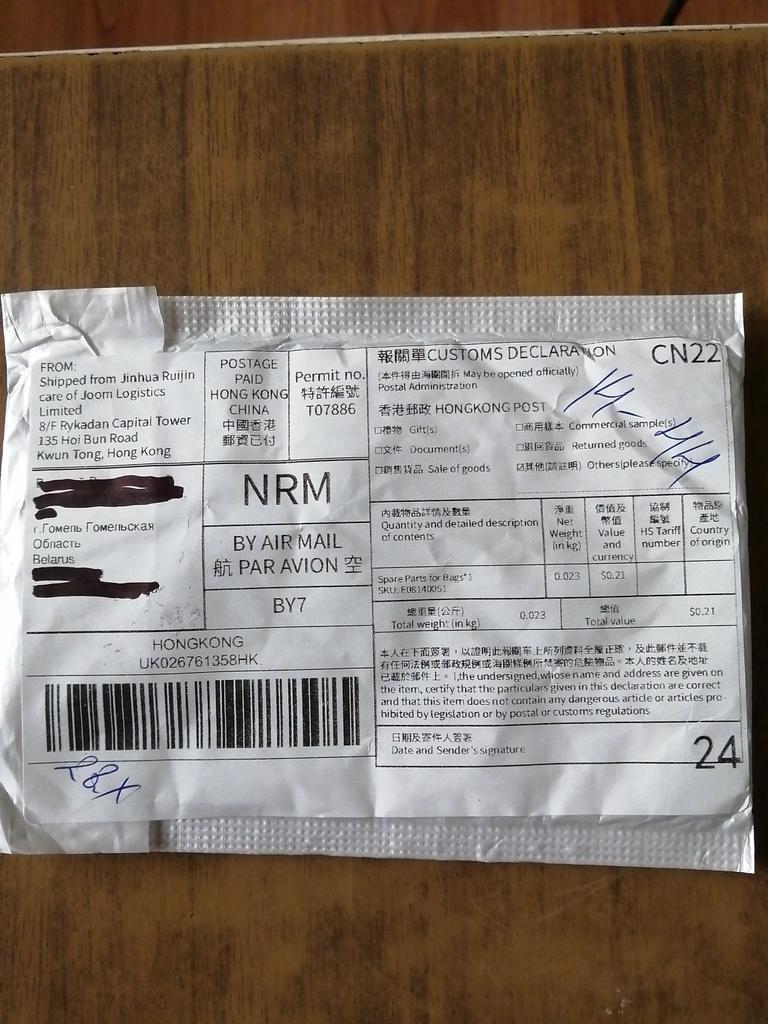 FROM:
Shipped from Jinhua Ruijin
care of Joom Logistics
Limited
8/F Rykadan Capital Tower
135 Hoi Bun Road
Kwun Tong, Hong Kong
POSTAGE
PAID
HONG KONG
CHINA
中國香港
郵資已付
Permit no.
特許編號
T07886
г.Гомель Гомельская
Область
Belarus
NRM
BY AIR MAIL
航 PAR AVION 空
BY7
HONGKONG
UK026761358HK
報關單CUSTOMS DECLARATION
CN22
(本件得由海關開拆 May be opened officially)
Postal Administration
香港郵政 HONGKONG POST
□禮物 Gift(s)
□商用樣本 Commercial sample(s)
□文件 Document(s)
□退回貨品 Returned goods
□銷售貨品 Sale of goods
☑其他(請註明) Others(please specify)
14-44
內載物品詳情及數量
Quantity and detailed description
of contents
淨重
Net
Weight
(in kg)
價值及
幣值
Value
and
currency
協制
編號
HS Tariff
number
物品原
產地
Country
of origin
Spare Parts for Bags*1
SKU: E08140051
0.023
$0.21
總重量(公斤)
Total weight (in kg)
0.023
總值
Total value
$0.21
本人在下面簽署，以證明此報關單上所列資料全屬正確，及此郵件並不載
有任何法例或郵政規例或海關條例所禁寄的危險物品。本人的姓名及地址
已載於郵件上。I,the undersigned,whose name and address are given on
the item, certify that the particulars given in this declaration are correct
and that this item does not contain any dangerous article or articles pro-
hibited by legislation or by postal or customs regulations
日期及寄件人簽署
Date and Sender's signature
24